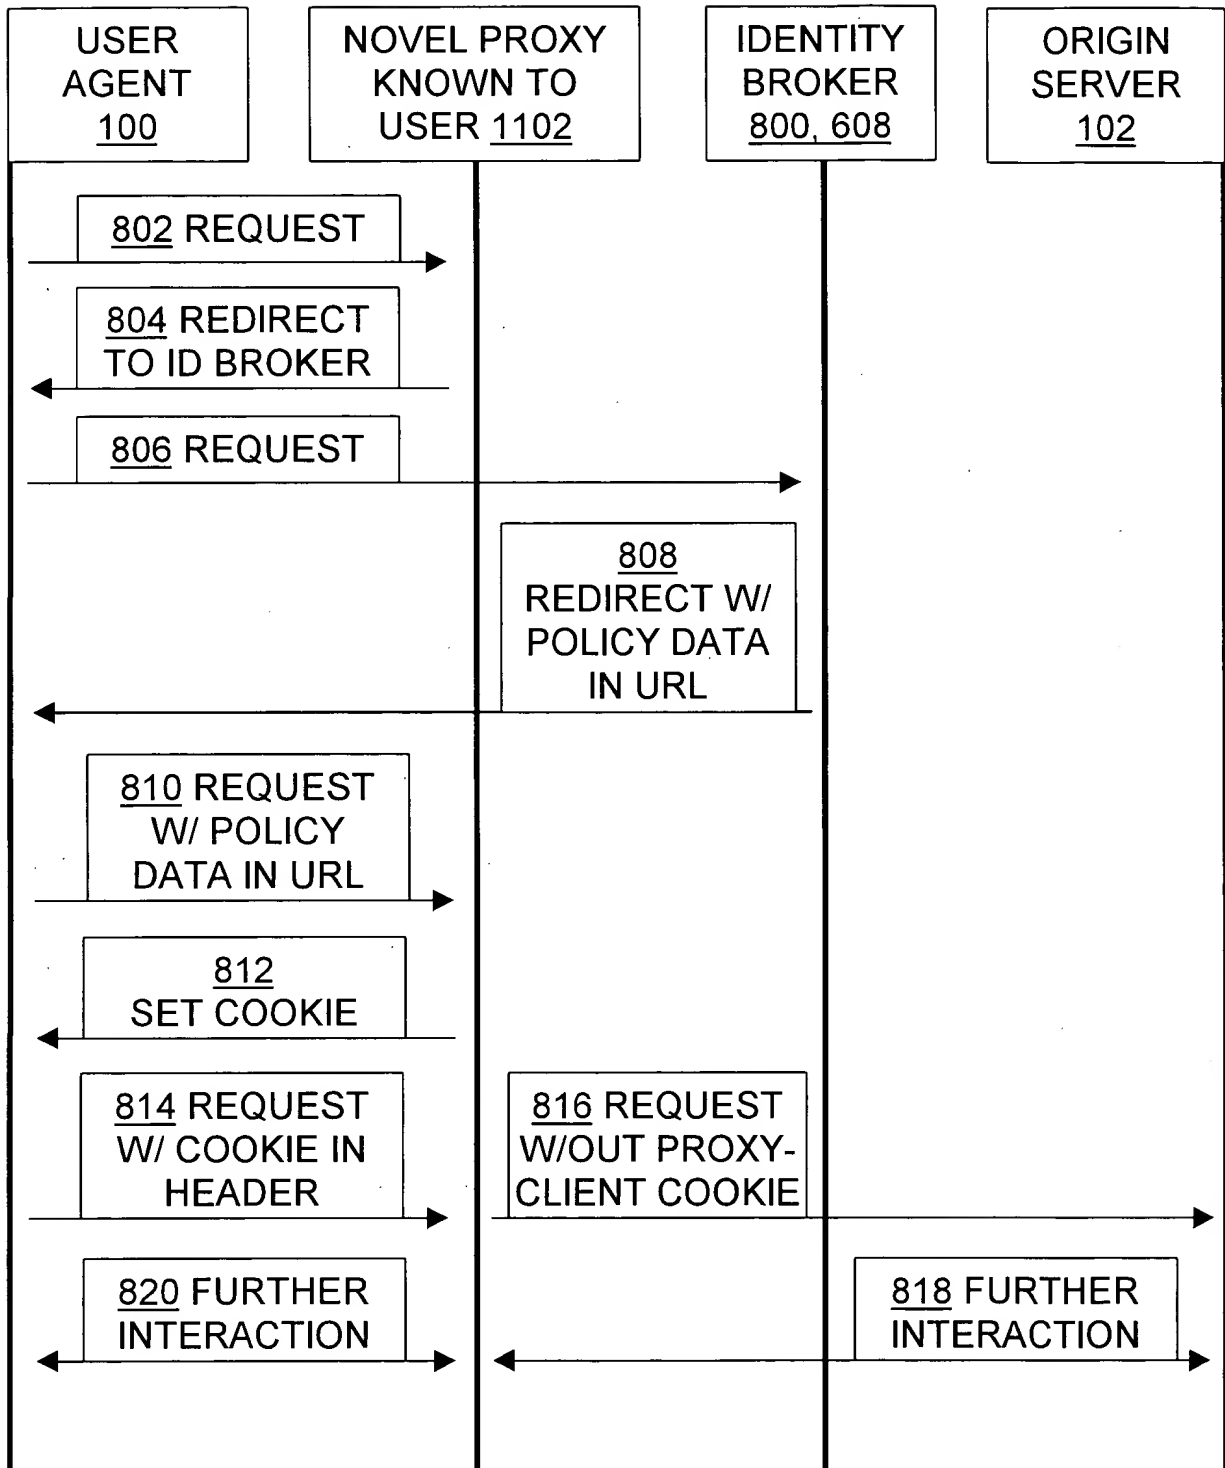 USER
AGENT
100
NOVEL PROXY
KNOWN TO
USER 1102
IDENTITY
BROKER
800, 608
ORIGIN
SERVER
102
802 REQUEST
804 REDIRECT
TO ID BROKER
806 REQUEST
808
REDIRECT W/
POLICY DATA
IN URL
810 REQUEST
W/ POLICY
DATA IN URL
812
SET COOKIE
814 REQUEST
W/ COOKIE IN
HEADER
816 REQUEST
W/OUT PROXY-
CLIENT COOKIE
820 FURTHER
INTERACTION
818 FURTHER
INTERACTION